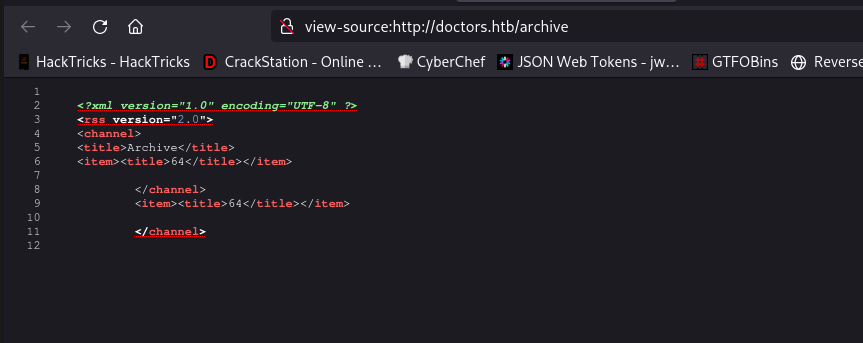 view-source:http://doctors.htb/archive
HackTricks - HackTricks CrackStation - Online ... CyberChef JSON Web Tokens - jw... GTFOBins Reverse
1
2 <?xml version="1.0" encoding="UTF-8" ?>
3 <rss version="2.0">
4 <channel>
5 <title>Archive</title>
6 <item><title>64</title></item>
7
8 </channel>
9 <item><title>64</title></item>
10
11 </channel>
12